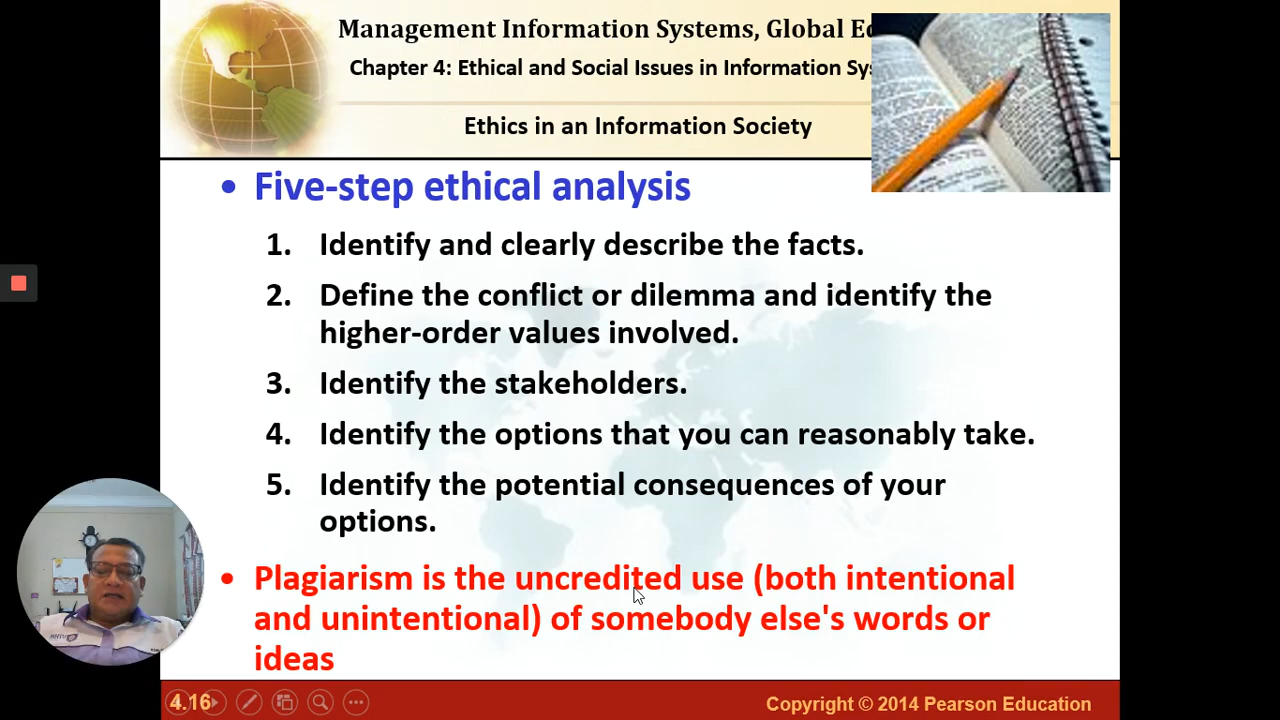 Management Information Systems, Global Ed
Chapter 4: Ethical and Social Issues in Information Sys
Ethics in an Information Society
• Five-step ethical analysis
1. Identify and clearly describe the facts.
2. Define the conflict or dilemma and identify the
higher-order values involved.
3. Identify the stakeholders.
4. Identify the options that you can reasonably take.
5. Identify the potential consequences of your
options.
• Plagiarism is the uncredited use (both intentional
and unintentional) of somebody else's words or
ideas
4.16
Copyright © 2014 Pearson Education